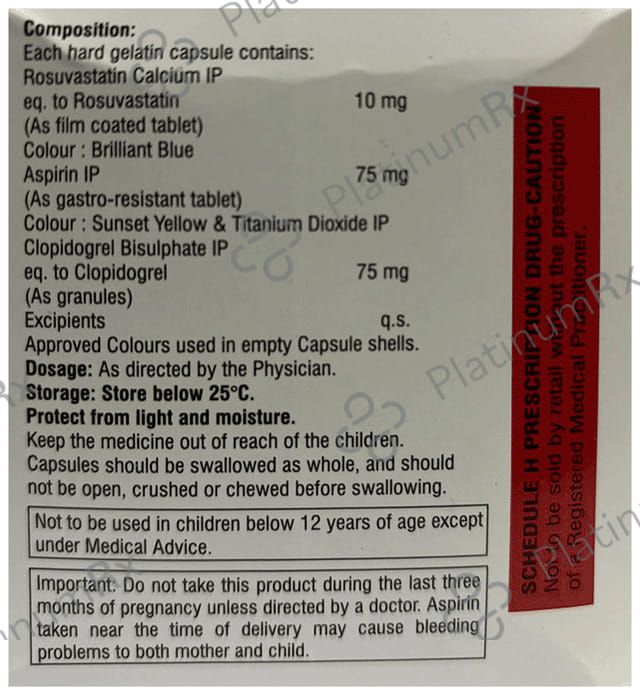 Composition:
Each hard gelatin capsule contains:
Rosuvastatin Calcium IP
eq. to Rosuvastatin 10 mg
(As film coated tablet)
Colour : Brilliant Blue
Aspirin IP 75 mg
(As gastro-resistant tablet)
Colour : Sunset Yellow & Titanium Dioxide IP
Clopidogrel Bisulphate IP
eq. to Clopidogrel 75 mg
(As granules)
Excipients q.s.
Approved Colours used in empty Capsule shells.
Dosage: As directed by the Physician.
Storage: Store below 25°C.
Protect from light and moisture.
Keep the medicine out of reach of the children.
Capsules should be swallowed as whole, and should
not be open, crushed or chewed before swallowing.
Not to be used in children below 12 years of age except
under Medical Advice.
Important: Do not take this product during the last three
months of pregnancy unless directed by a doctor. Aspirin
taken near the time of delivery may cause bleeding
problems to both mother and child.
SCHEDULE H PRESCRIPTION DRUG-CAUTION
Not to be sold by retail without the prescription
of a Registered Medical Practitioner.
PlatinumRx
PlatinumRx
PlatinumRx